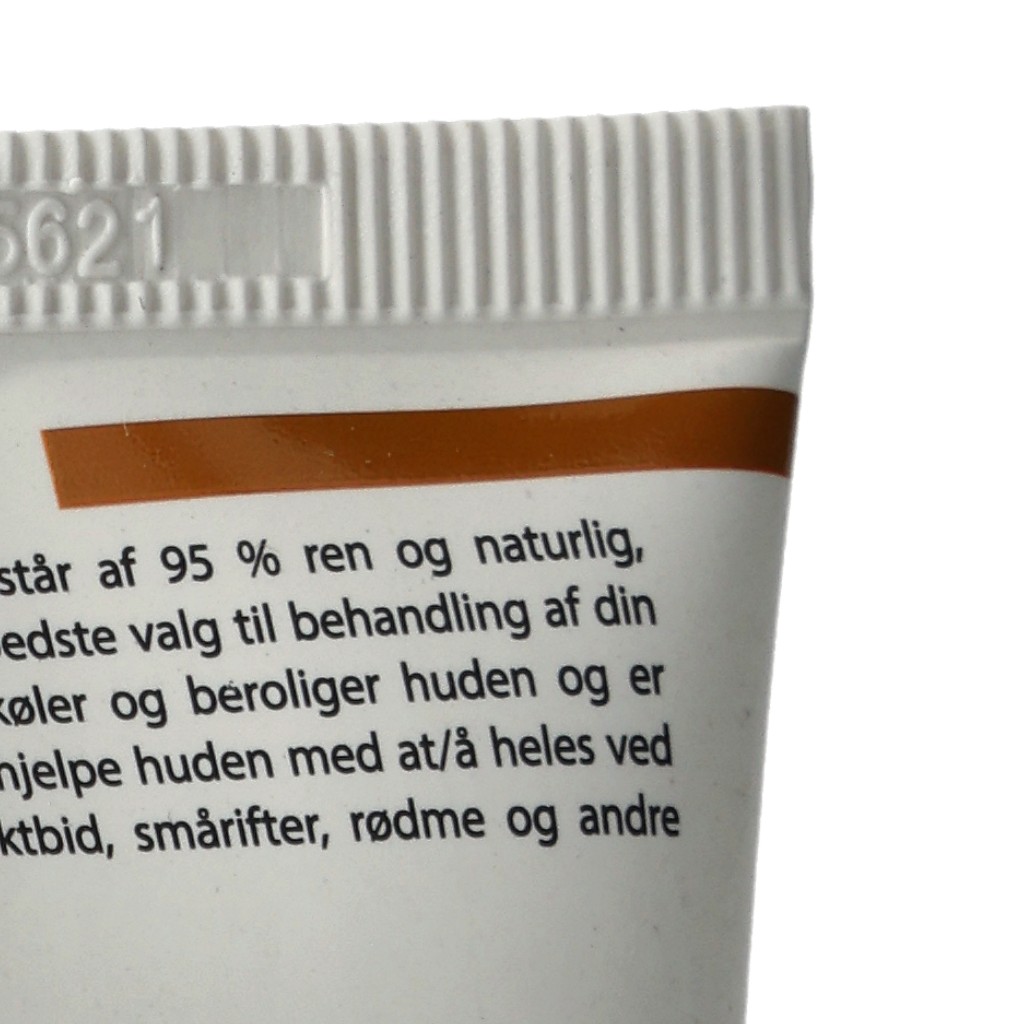 5621
står af 95 % ren og naturlig,
bedste valg til behandling af din
køler og beroliger huden og er
hjelpe huden med at/å heles ved
ktbid, smårifter, rødme og andre